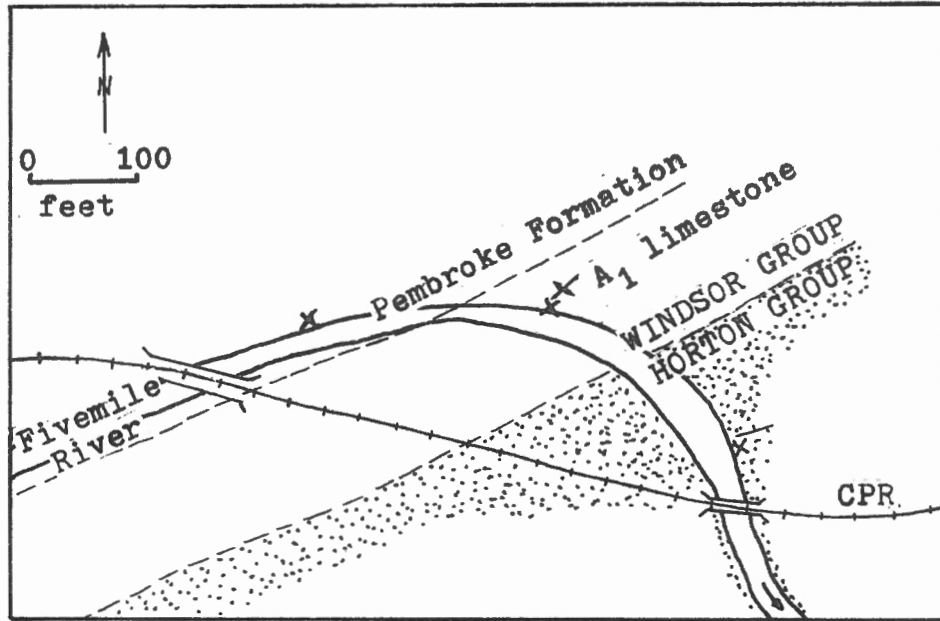 N
0 100
feet
Pembroke Formation
A1 limestone
WINDSOR GROUP
HORTON GROUP
Fivemile
River
CPR